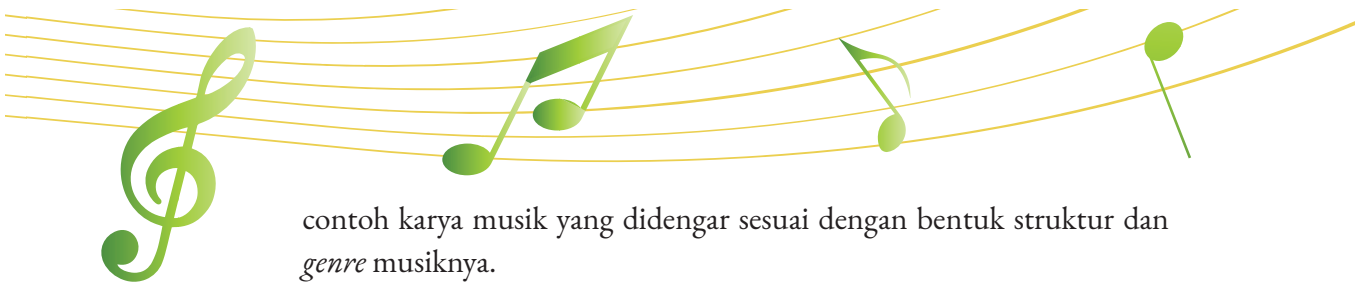 contoh karya musik yang didengar sesuai dengan bentuk struktur dan
genre musiknya.